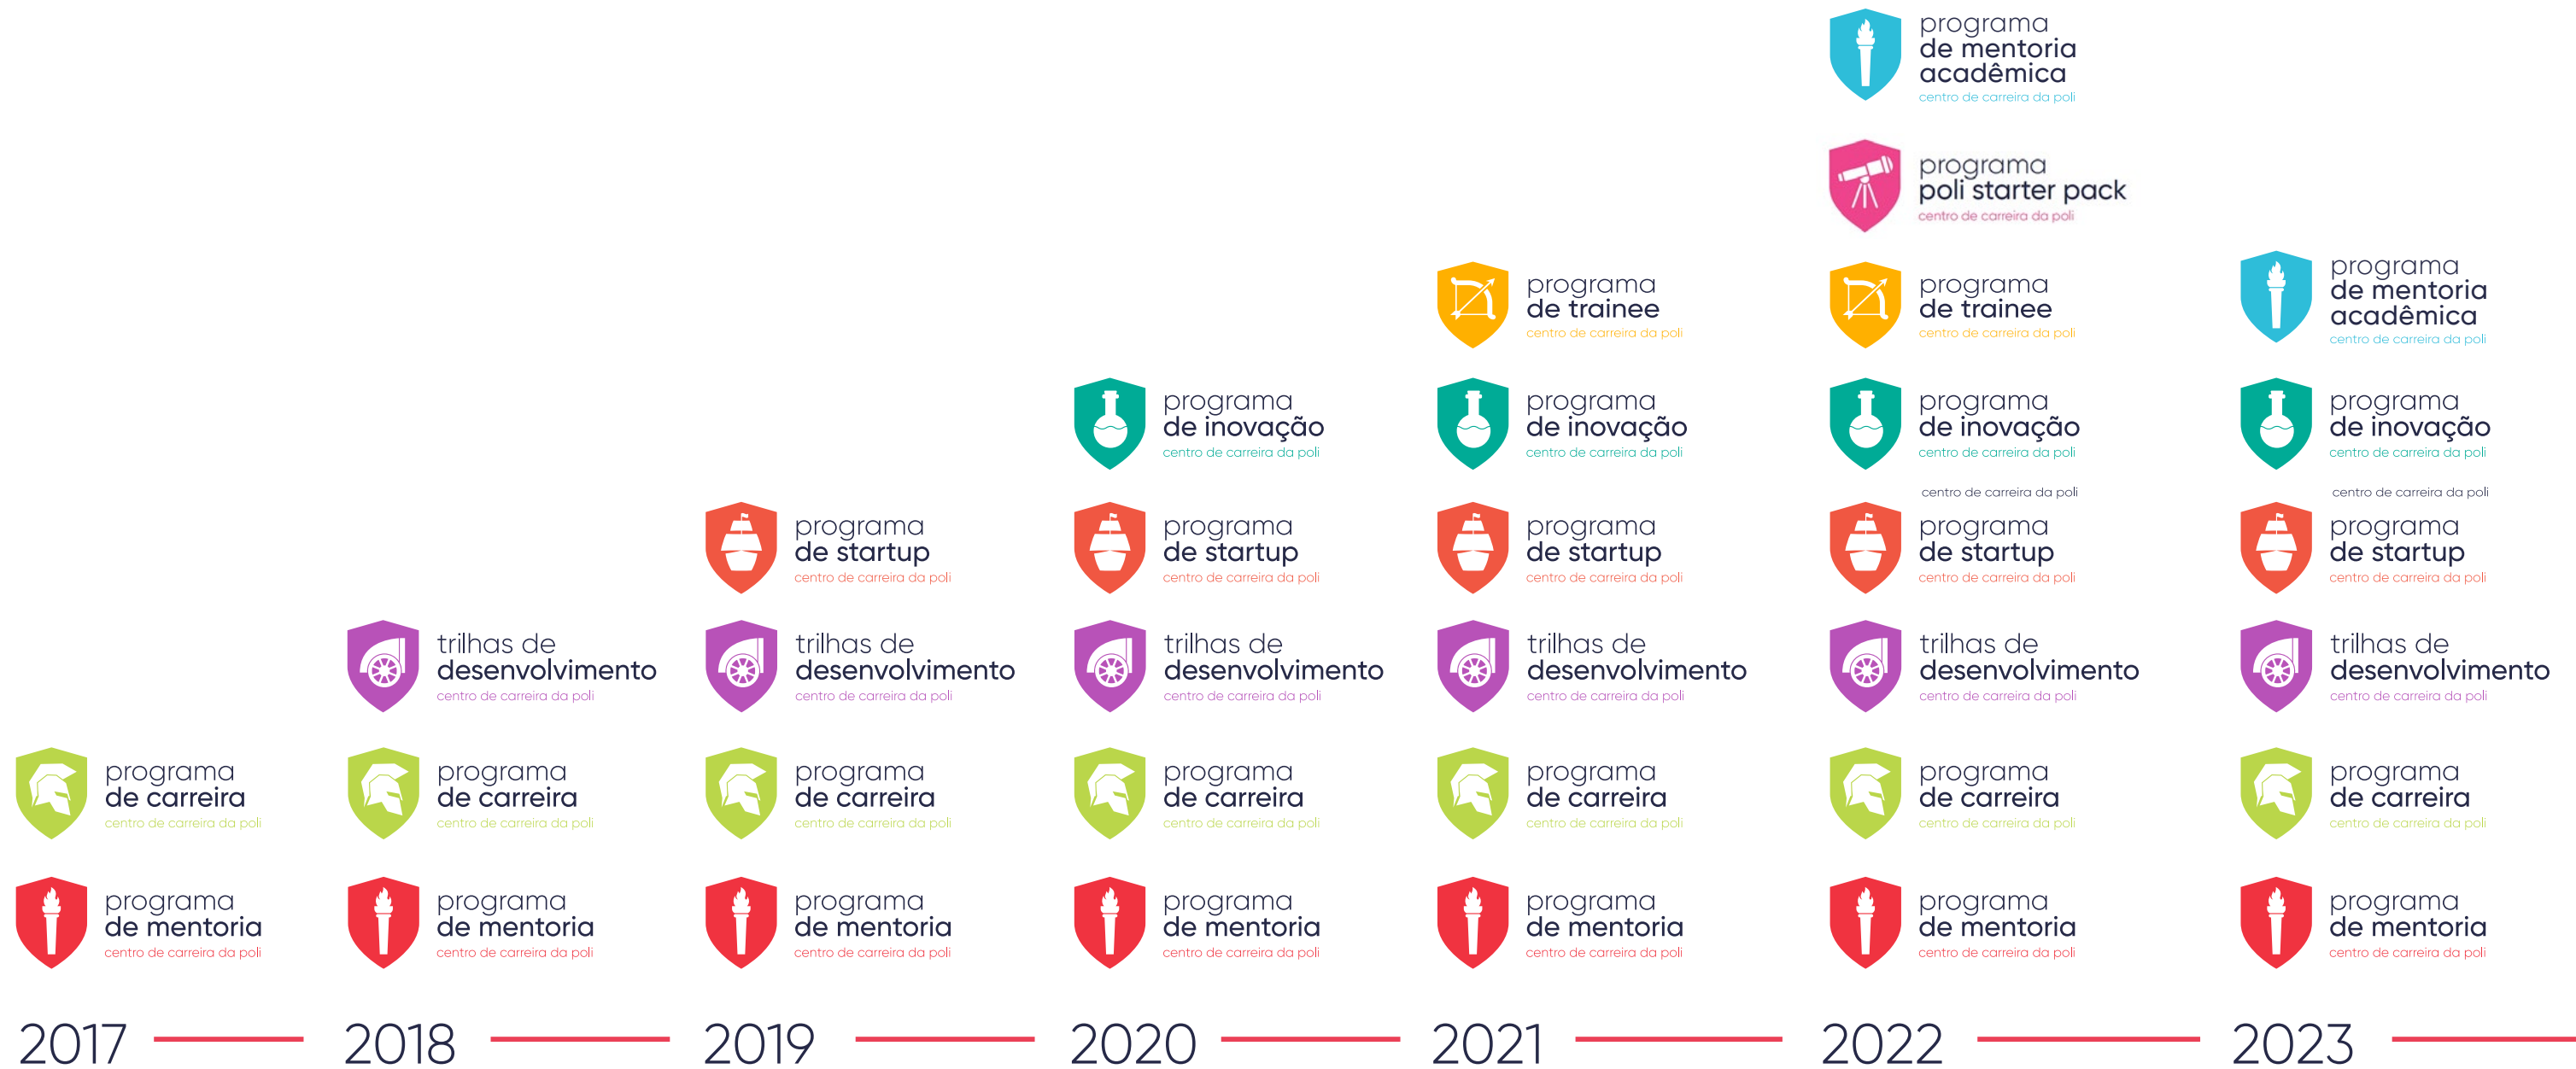 programa
de mentoria
acadêmica
centro de carreira da poli
programa
poli starter pack
centro de carreira da poli
programa
de trainee
centro de carreira da poli
programa
de trainee
centro de carreira da poli
programa
de mentoria
acadêmica
centro de carreira da poli
programa
de inovação
centro de carreira da poli
programa
de inovação
centro de carreira da poli
programa
de inovação
centro de carreira da poli
programa
de inovação
centro de carreira da poli
centro de carreira da poli
centro de carreira da poli
programa
de startup
centro de carreira da poli
programa
de startup
centro de carreira da poli
programa
de startup
centro de carreira da poli
programa
de startup
centro de carreira da poli
programa
de startup
centro de carreira da poli
trilhas de
desenvolvimento
centro de carreira da poli
trilhas de
desenvolvimento
centro de carreira da poli
trilhas de
desenvolvimento
centro de carreira da poli
trilhas de
desenvolvimento
centro de carreira da poli
trilhas de
desenvolvimento
centro de carreira da poli
trilhas de
desenvolvimento
centro de carreira da poli
programa
de carreira
centro de carreira da poli
programa
de carreira
centro de carreira da poli
programa
de carreira
centro de carreira da poli
programa
de carreira
centro de carreira da poli
programa
de carreira
centro de carreira da poli
programa
de carreira
centro de carreira da poli
programa
de carreira
centro de carreira da poli
programa
de mentoria
centro de carreira da poli
programa
de mentoria
centro de carreira da poli
programa
de mentoria
centro de carreira da poli
programa
de mentoria
centro de carreira da poli
programa
de mentoria
centro de carreira da poli
programa
de mentoria
centro de carreira da poli
programa
de mentoria
centro de carreira da poli
2017
2018
2019
2020
2021
2022
2023